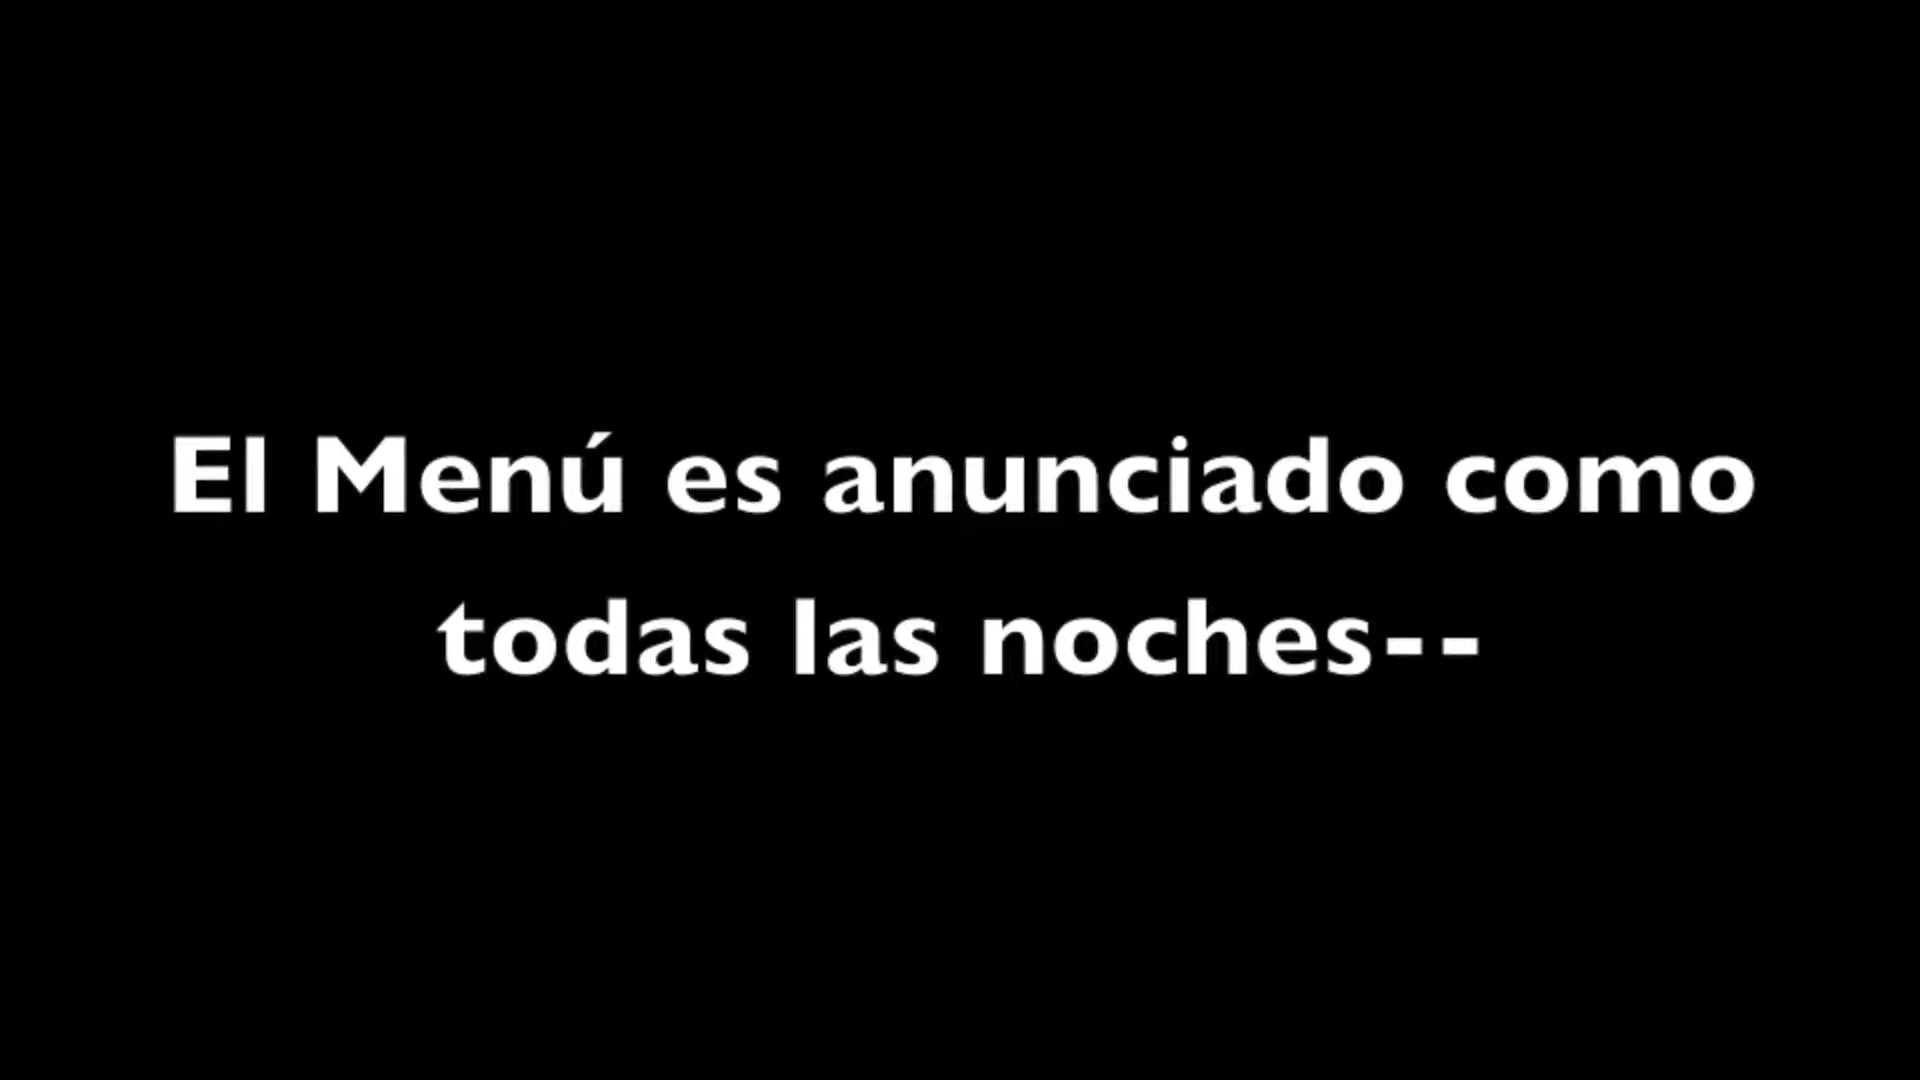 El Menú es anunciado como
todas las noches--